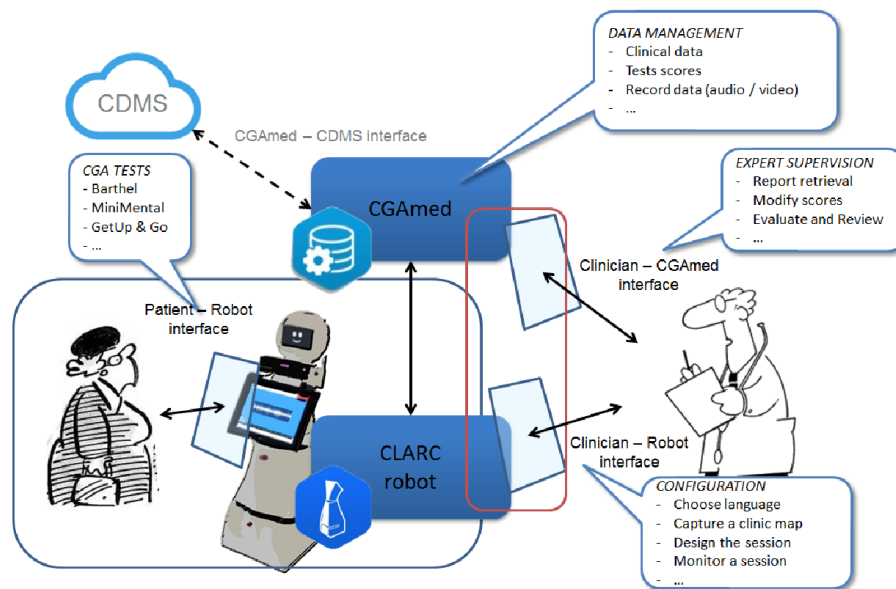 DATA MANAGEMENT
- Clinical data
- Tests scores
- Record data (audio / video)
- ...
CDMS
CGAmed – CDMS interface
CGA TESTS
- Barthel
- MiniMental
- GetUp & Go
- ...
EXPERT SUPERVISION
- Report retrieval
- Modify scores
- Evaluate and Review
- ...
CGAmed
Clinician – CGAmed
interface
Patient – Robot
interface
CLARC
robot
Clinician – Robot
interface
CONFIGURATION
- Choose language
- Capture a clinic map
- Design the session
- Monitor a session
- ...